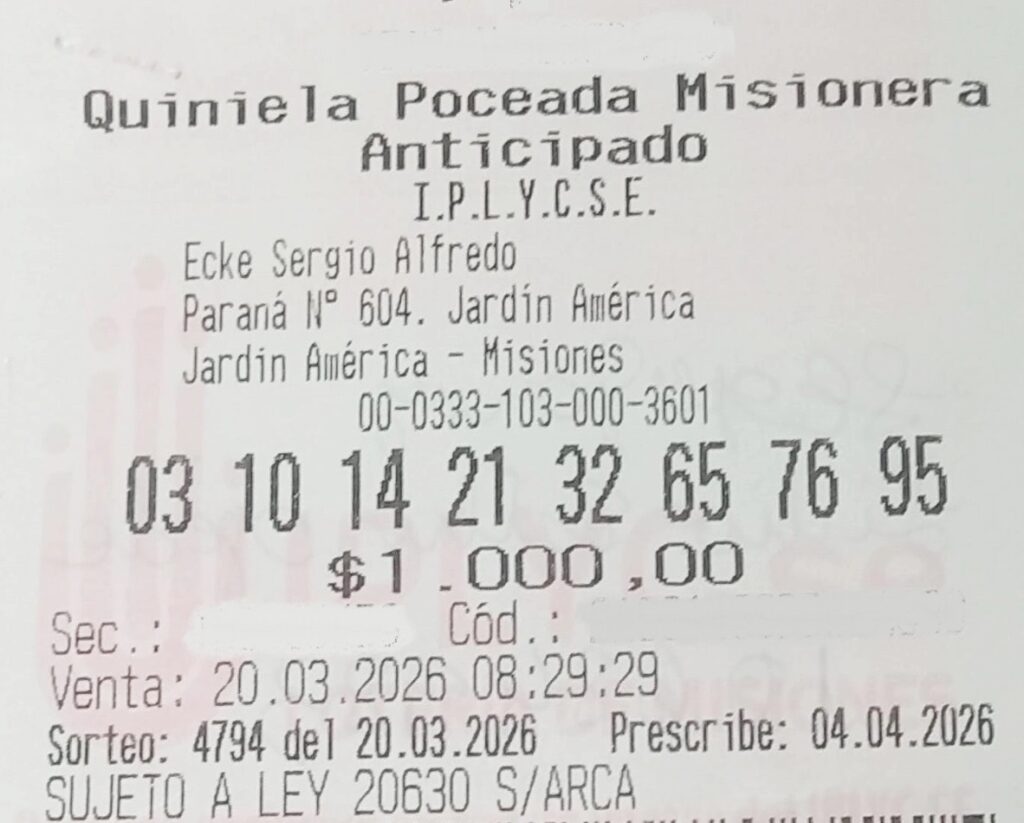 Quiniela Poceada Misionera
Anticipado
I.P.L.Y.C.S.E.
Ecke Sergio Alfredo
Paraná N° 604. Jardín América
Jardin América - Misiones
00-0333-103-000-3601
03 10 14 21 32 65 76 95
$1.000,00
Sec.: Cód.:
Venta: 20.03.2026 08:29:29
Sorteo: 4794 del 20.03.2026 Prescribe: 04.04.2026
SUJETO A LEY 20630 S/ARCA